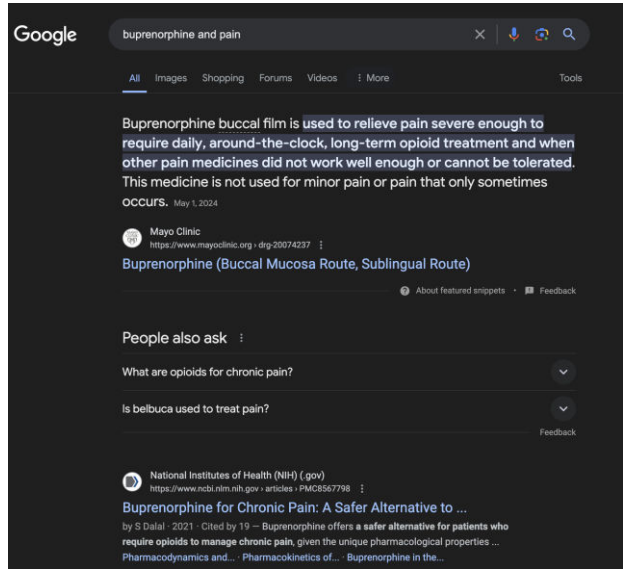 Google
buprenorphine and pain
All Images Shopping Forums Videos More Tools
Buprenorphine buccal film is used to relieve pain severe enough to
require daily, around-the-clock, long-term opioid treatment and when
other pain medicines did not work well enough or cannot be tolerated.
This medicine is not used for minor pain or pain that only sometimes
occurs. May 1, 2024
Mayo Clinic
https://www.mayoclinic.org › drg-20074237
Buprenorphine (Buccal Mucosa Route, Sublingual Route)
About featured snippets · Feedback
People also ask
What are opioids for chronic pain?
Is belbuca used to treat pain?
Feedback
National Institutes of Health (NIH) (.gov)
https://www.ncbi.nlm.nih.gov › articles › PMC8567798
Buprenorphine for Chronic Pain: A Safer Alternative to ...
by S Dalal · 2021 · Cited by 19 — Buprenorphine offers a safer alternative for patients who
require opioids to manage chronic pain, given the unique pharmacological properties ...
Pharmacodynamics and... · Pharmacokinetics of... · Buprenorphine in the...